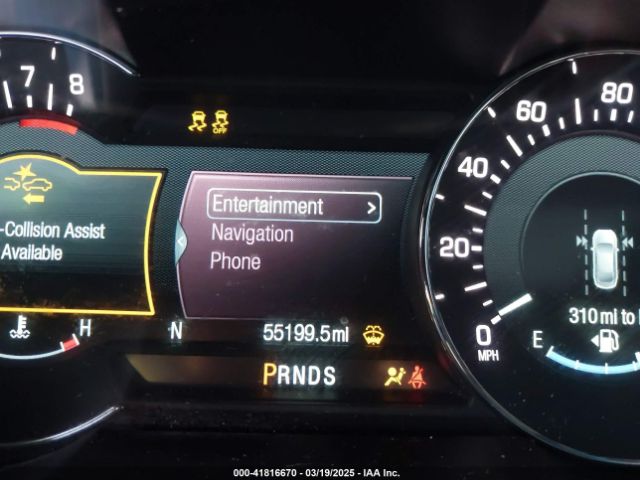 7 8
OFF
-Collision Assist
Available
Entertainment >
Navigation
Phone
H
N
55199.5mi
PRNDS
0
20
40
60
80
MPH
310 mi to
E
000-41816670 - 03/19/2025 - IAA Inc.